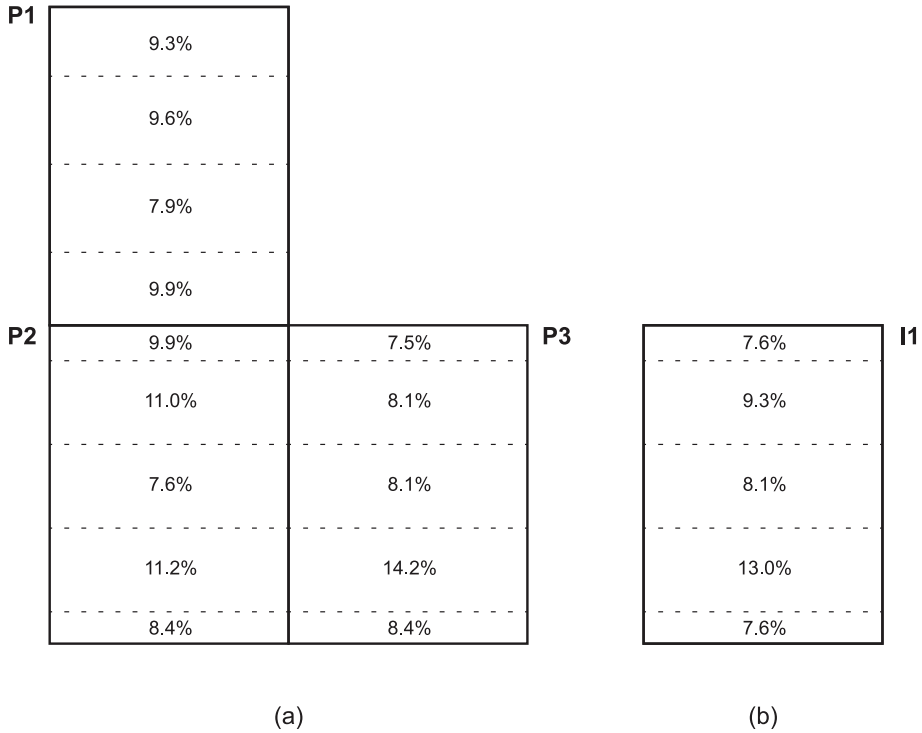 P1
9.3%
9.6%
7.9%
9.9%
P2 9.9% 7.5% P3 7.6% I1
11.0% 8.1% 9.3%
7.6% 8.1% 8.1%
11.2% 14.2% 13.0%
8.4% 8.4% 7.6%
(a) (b)